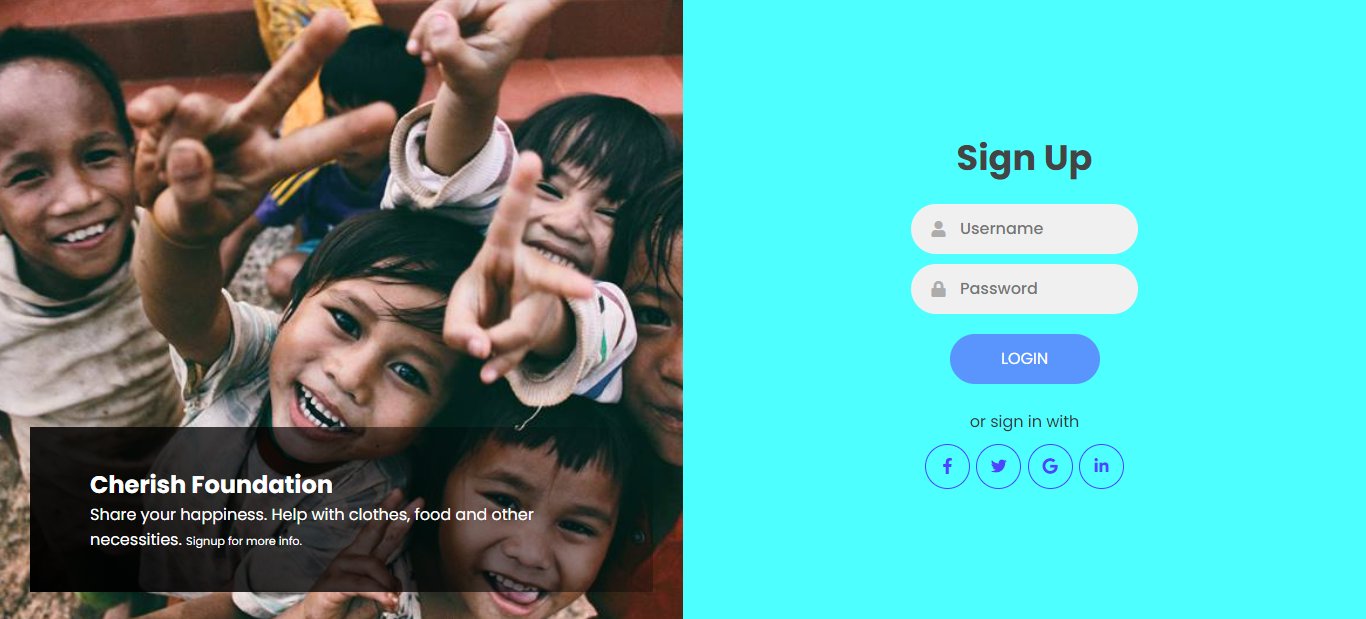 Cherish Foundation
Share your happiness. Help with clothes, food and other
necessities. Signup for more info.
Sign Up
Username
Password
LOGIN
or sign in with